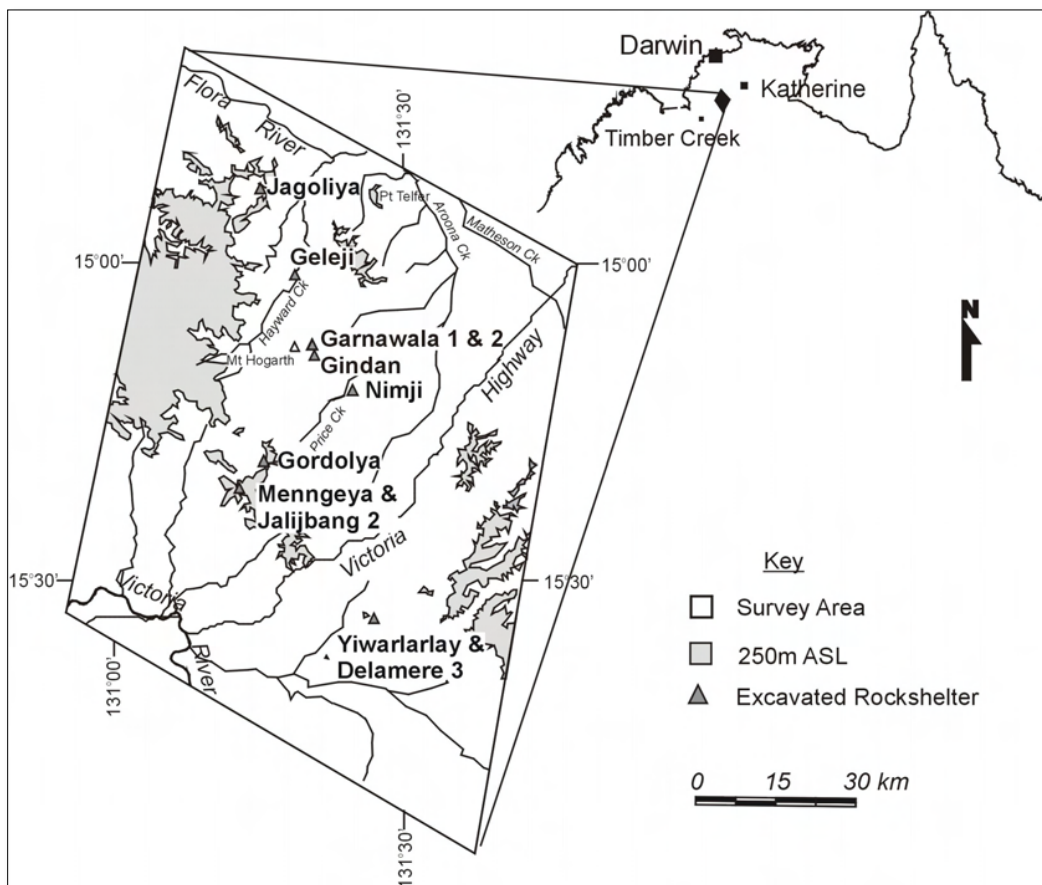 Darwin
Katherine
Timber Creek
Flora
River
131°30'
Jagoliya
Pt Telfer
Aroona Ck
Matheson Ck
15°00'
15°00'
Geleji
Hayward Ck
N
Garnawala 1 & 2
Mt Hogarth
Gindan
Highway
Nimji
Price Ck
Gordolya
Menngeya &
Jalijbang 2
Victoria
Key
15°30'
Victoria
15°30'
Survey Area
Yiwarlarlay &
Delamere 3
River
250m ASL
131°00'
Excavated Rockshelter
0 15 30 km
131°30'